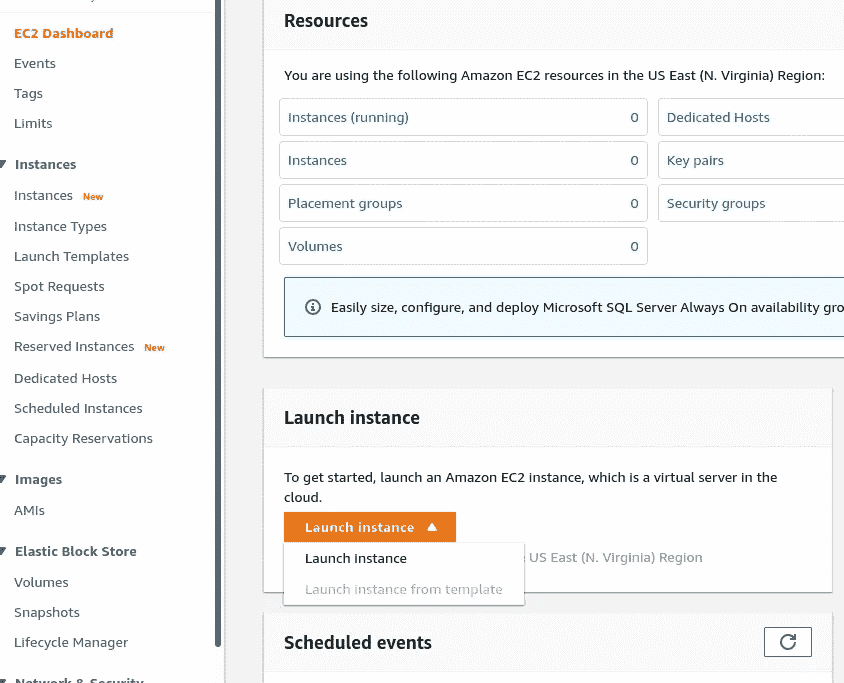 EC2 Dashboard
Events
Tags
Limits
Instances
Instances New
Instance Types
Launch Templates
Spot Requests
Savings Plans
Reserved Instances New
Dedicated Hosts
Scheduled Instances
Capacity Reservations
Images
AMIs
Elastic Block Store
Volumes
Snapshots
Lifecycle Manager
Network & Security
Resources
You are using the following Amazon EC2 resources in the US East (N. Virginia) Region:
Instances (running) 0
Dedicated Hosts
Instances 0
Key pairs
Placement groups 0
Security groups
Volumes 0
Easily size, configure, and deploy Microsoft SQL Server Always On availability gro
Launch instance
To get started, launch an Amazon EC2 instance, which is a virtual server in the
cloud.
Launch instance
Launch instance
US East (N. Virginia) Region
Launch instance from template
Scheduled events